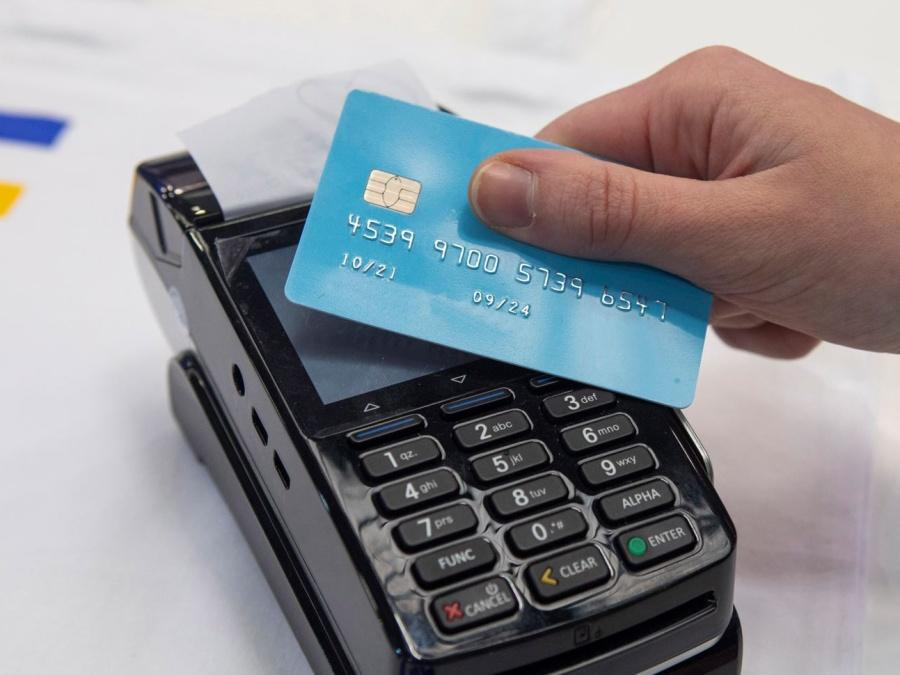 4539 9700 5739 6547
10/21
09/24
1 qz.
2 abc
3 def
4 ghi
5 jkl
6 mno
7 prs
8 tuv
9 wxy
FUNC
0 .*#
ALPHA
CANCEL
CLEAR
ENTER